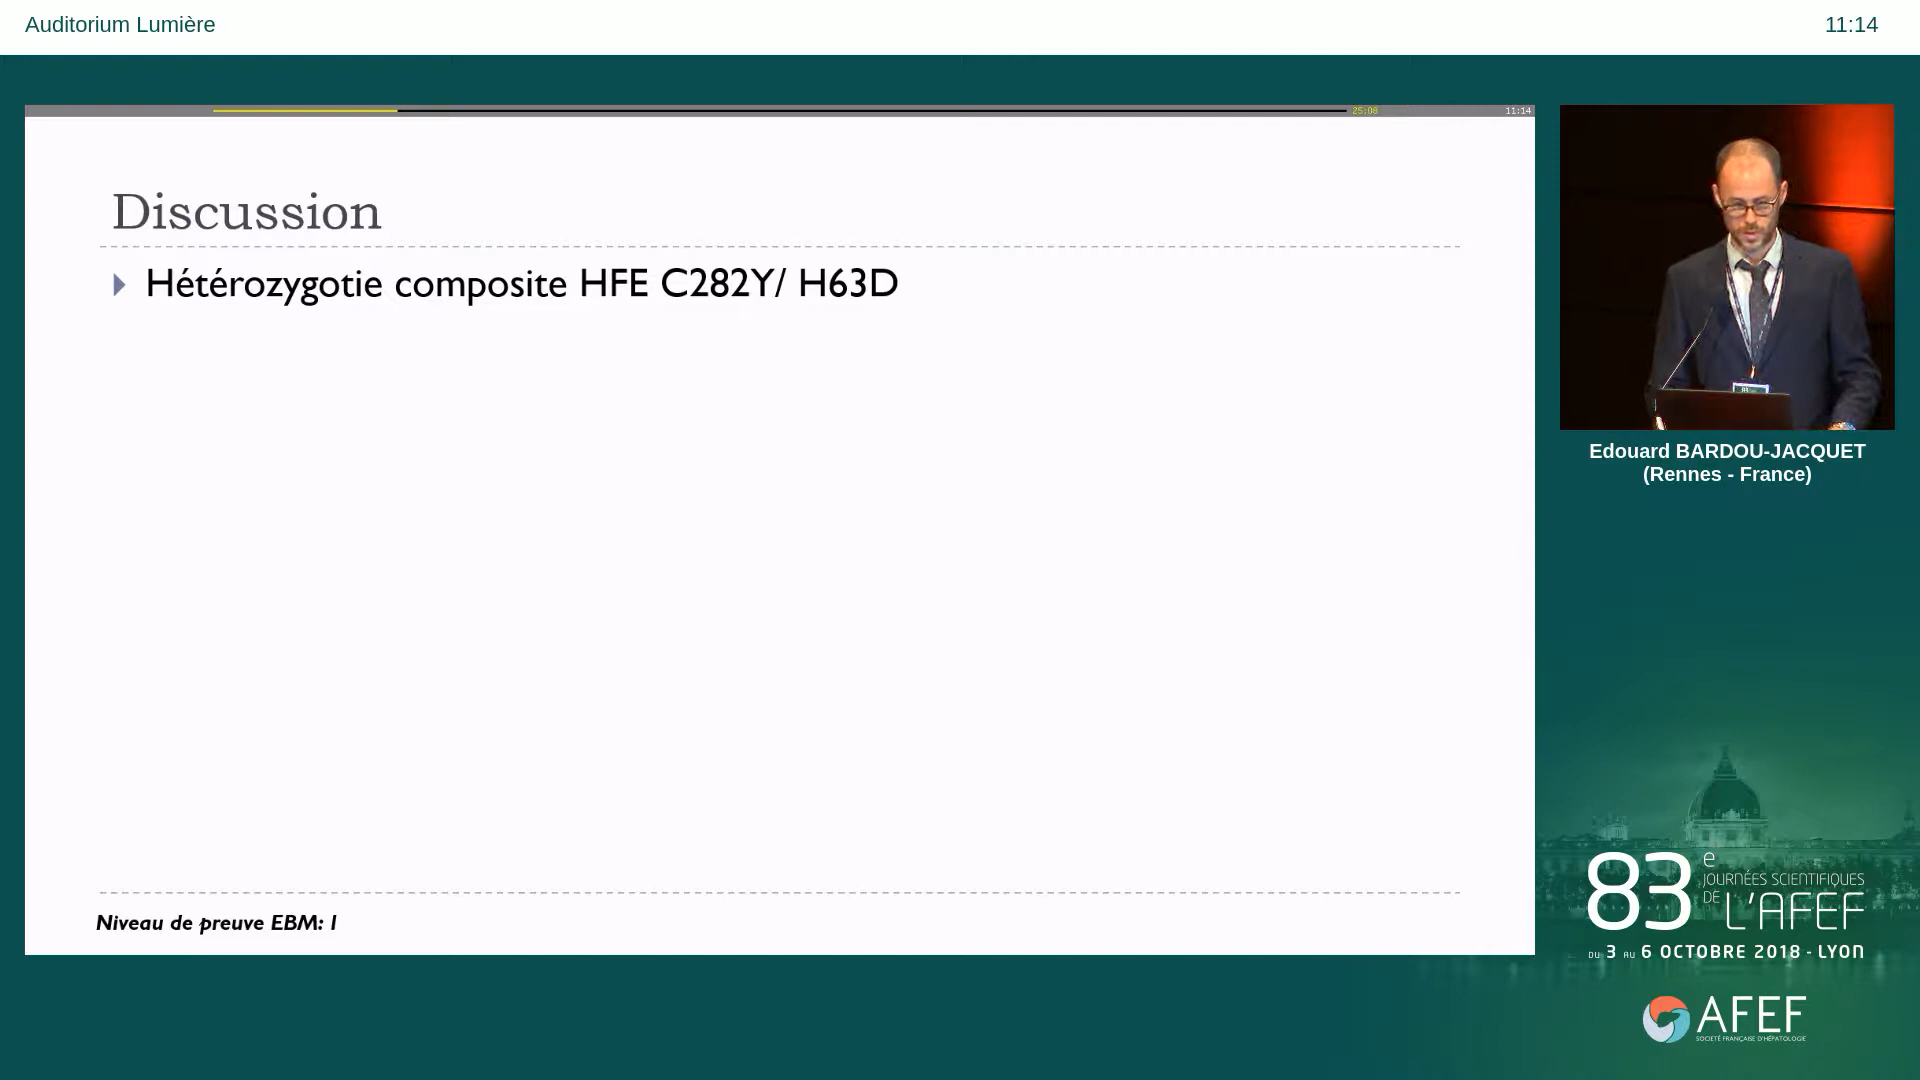 Auditorium Lumière
11:14
25:08
11:14
Discussion
Hétérozygotie composite HFE C282Y/ H63D
Niveau de preuve EBM: I
Edouard BARDOU-JACQUET
(Rennes - France)
83e
JOURNÉES SCIENTIFIQUES
DE L'AFEF
DU 3 AU 6 OCTOBRE 2018 - LYON
AFEF
SOCIÉTÉ FRANÇAISE D'HÉPATOLOGIE